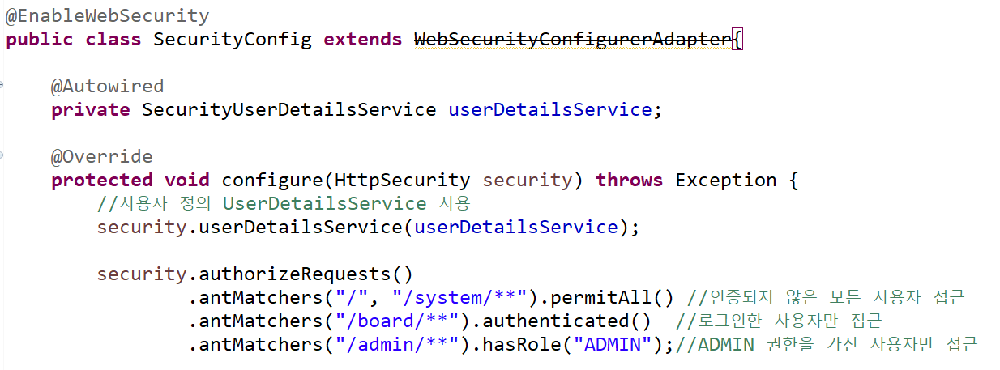 @EnableWebSecurity
public class SecurityConfig extends WebSecurityConfigurerAdapter{
@Autowired
private SecurityUserDetailsService userDetailsService;
@Override
protected void configure(HttpSecurity security) throws Exception {
//사용자 정의 UserDetailsService 사용
security.userDetailsService(userDetailsService);
security.authorizeRequests()
.antMatchers("/", "/system/**").permitAll() //인증되지 않은 모든 사용자 접근
.antMatchers("/board/**").authenticated() //로그인한 사용자만 접근
.antMatchers("/admin/**").hasRole("ADMIN");//ADMIN 권한을 가진 사용자만 접근